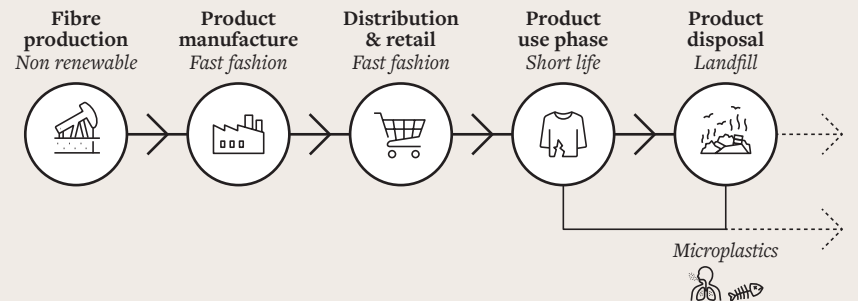 Fibre
production
Non renewable
Product
manufacture
Fast fashion
Distribution
& retail
Fast fashion
Product
use phase
Short life
Product
disposal
Landfill
Microplastics